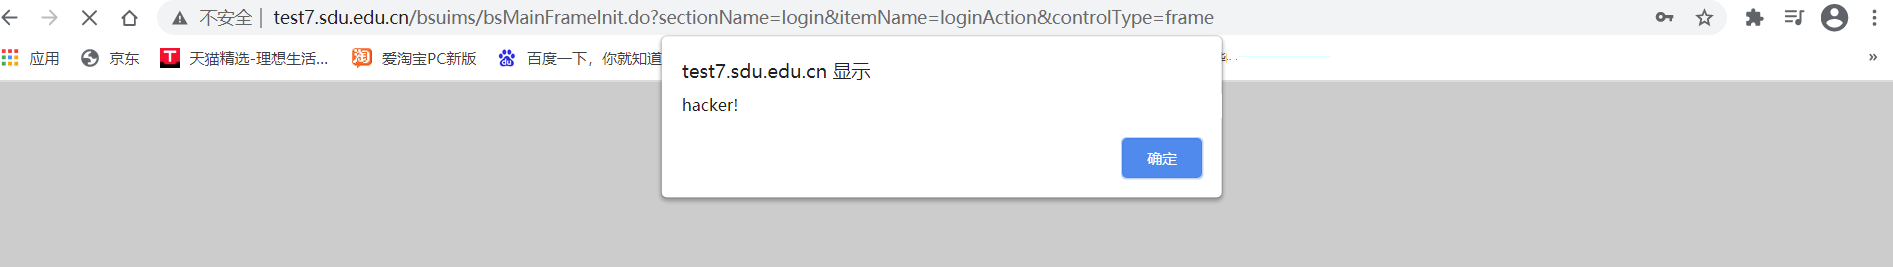 不安全 | test7.sdu.edu.cn/bsuims/bsMainFrameInit.do?sectionName=login&itemName=loginAction&controlType=frame
应用 京东 T 天猫精选-理想生活... 淘 爱淘宝PC新版 du 百度一下，你就知道 »
test7.sdu.edu.cn 显示
hacker!
确定